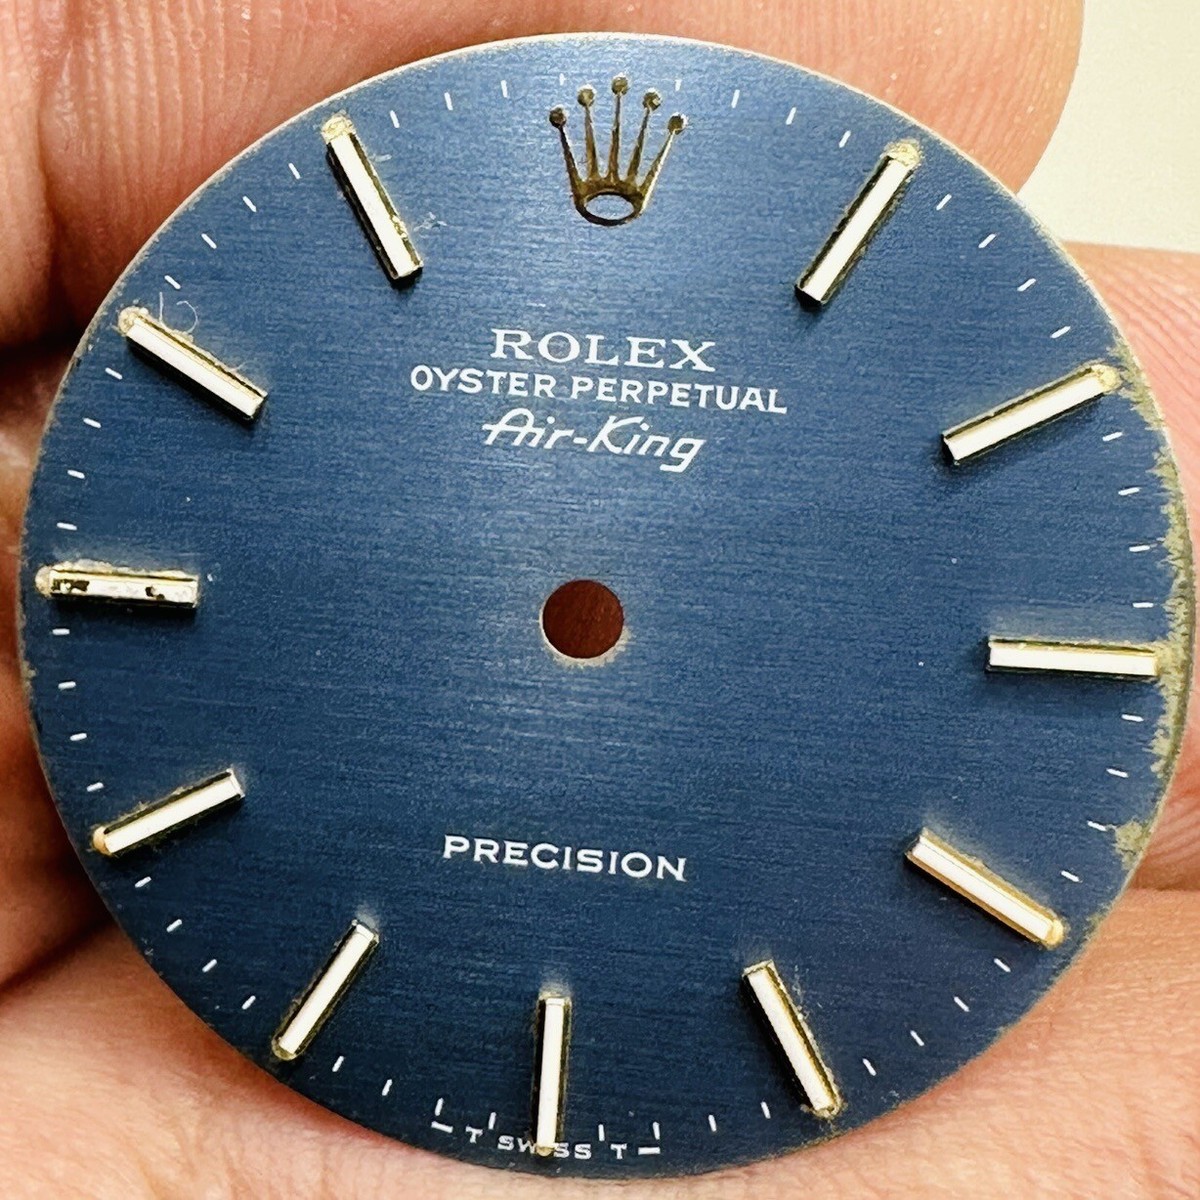 ROLEX
OYSTER PERPETUAL
Air-King
PRECISION
T SWISS T